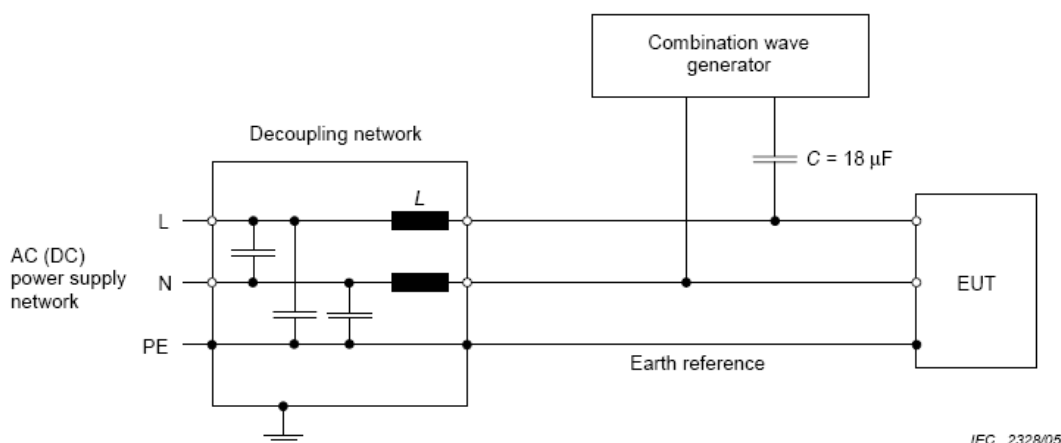 Combination wave
generator
Decoupling network
C = 18 µF
L
L
AC (DC)
power supply
network
N
EUT
PE
Earth reference
IEC 2328/05